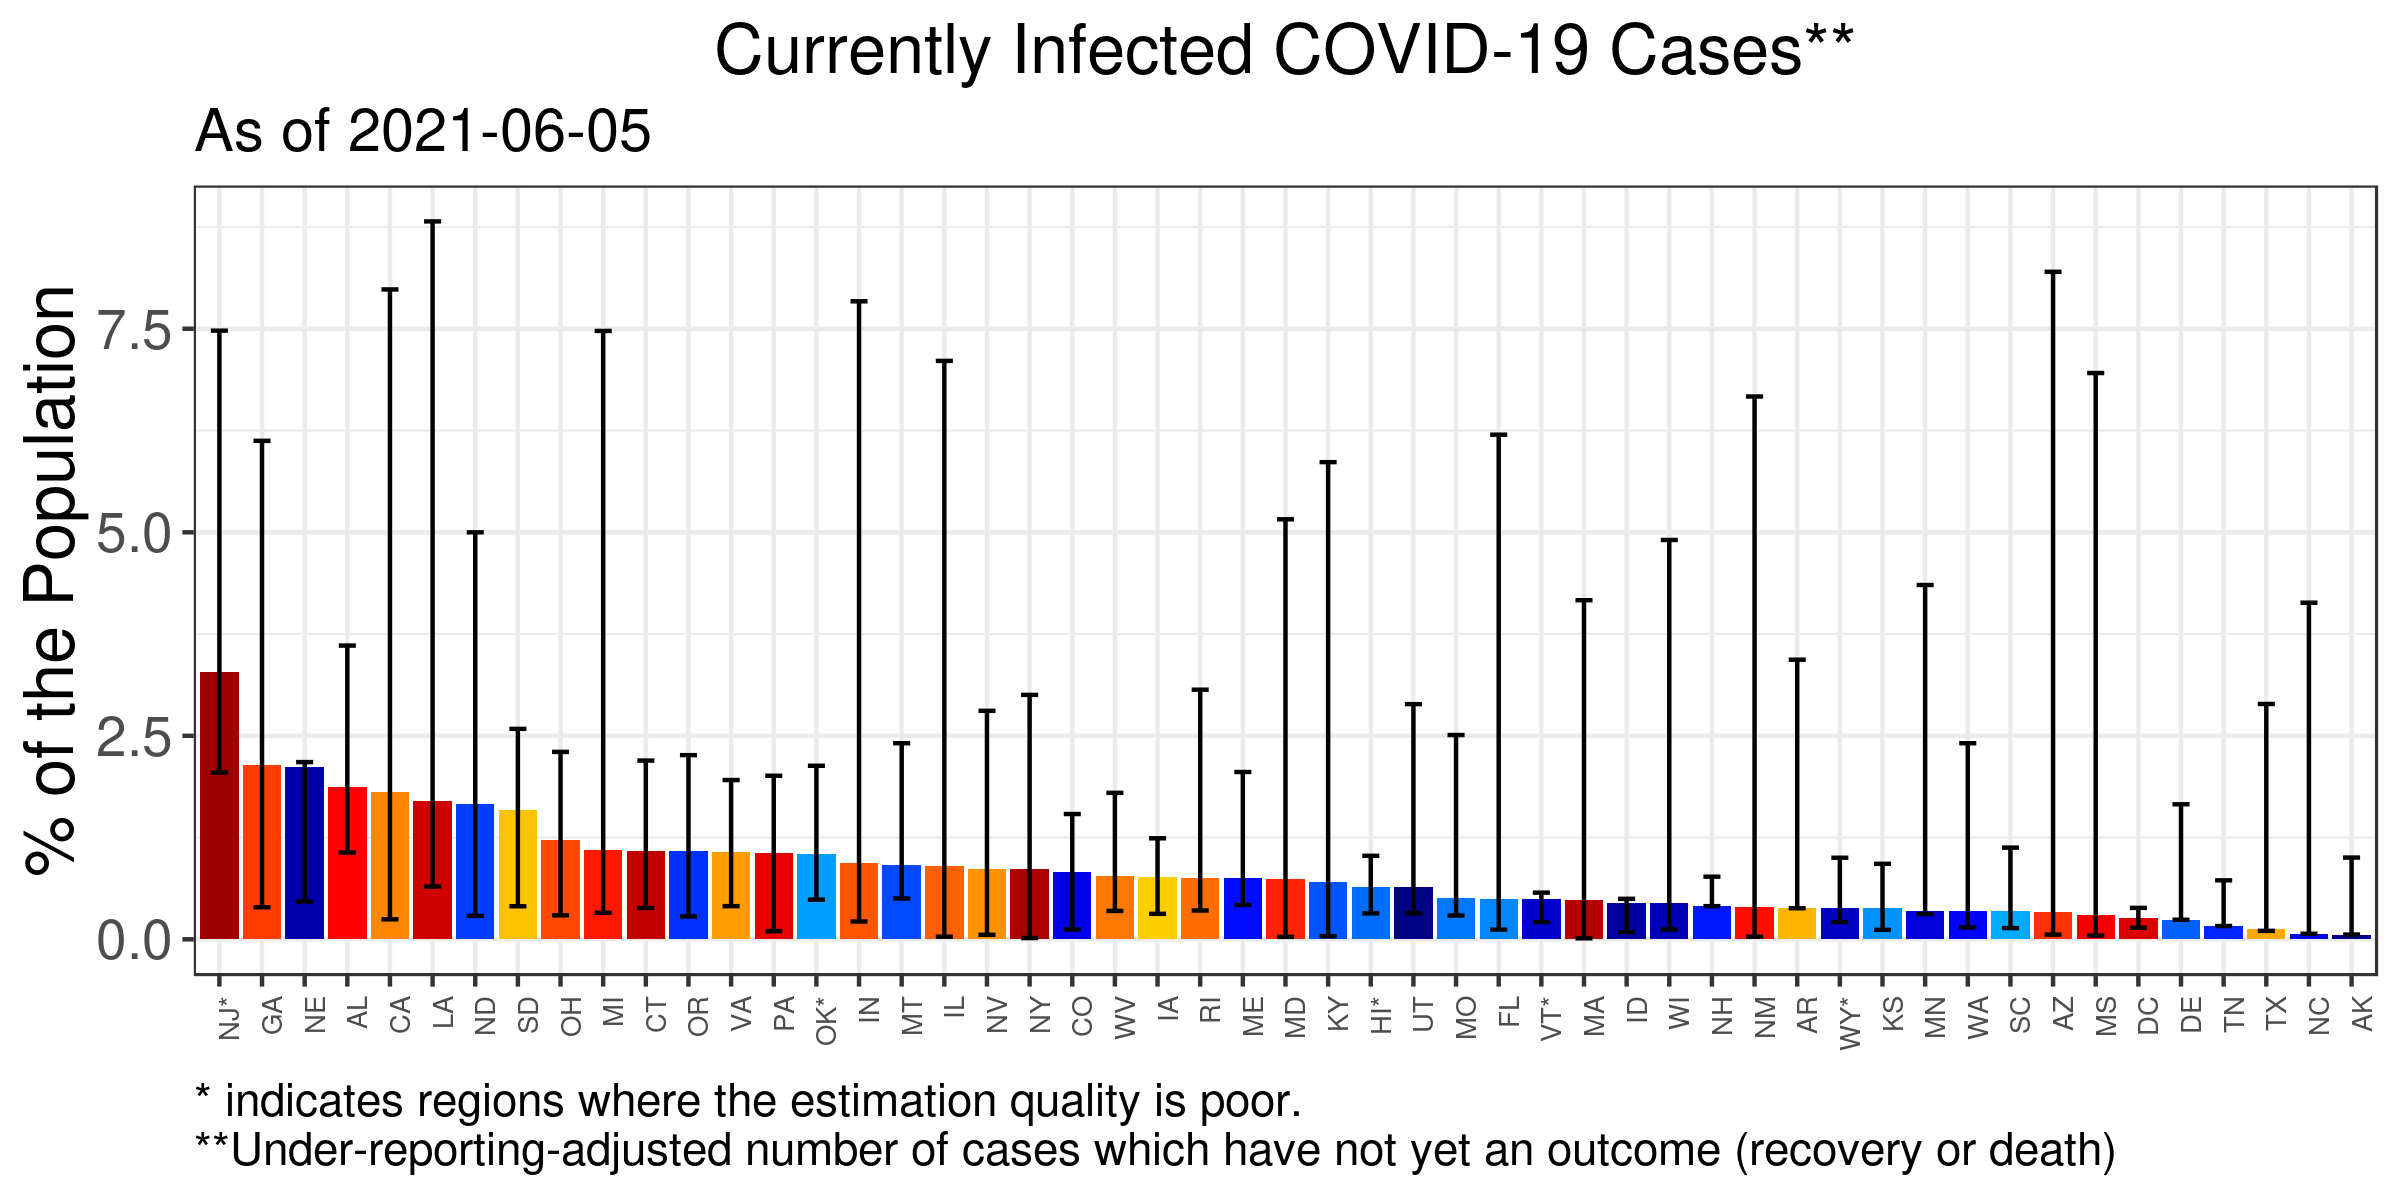 Currently Infected COVID-19 Cases**
As of 2021-06-05
% of the Population
7.5
5.0
2.5
0.0
NJ* GA NE AL CA LA ND SD OH MI CT OR VA PA OK* IN MT IL NV NY CO WV IA RI ME MD KY HI* UT MO FL VT* MA ID WI NH NM AR WY* KS MN WA SC AZ MS DC DE TN TX NC AK
* indicates regions where the estimation quality is poor.
**Under-reporting-adjusted number of cases which have not yet an outcome (recovery or death)